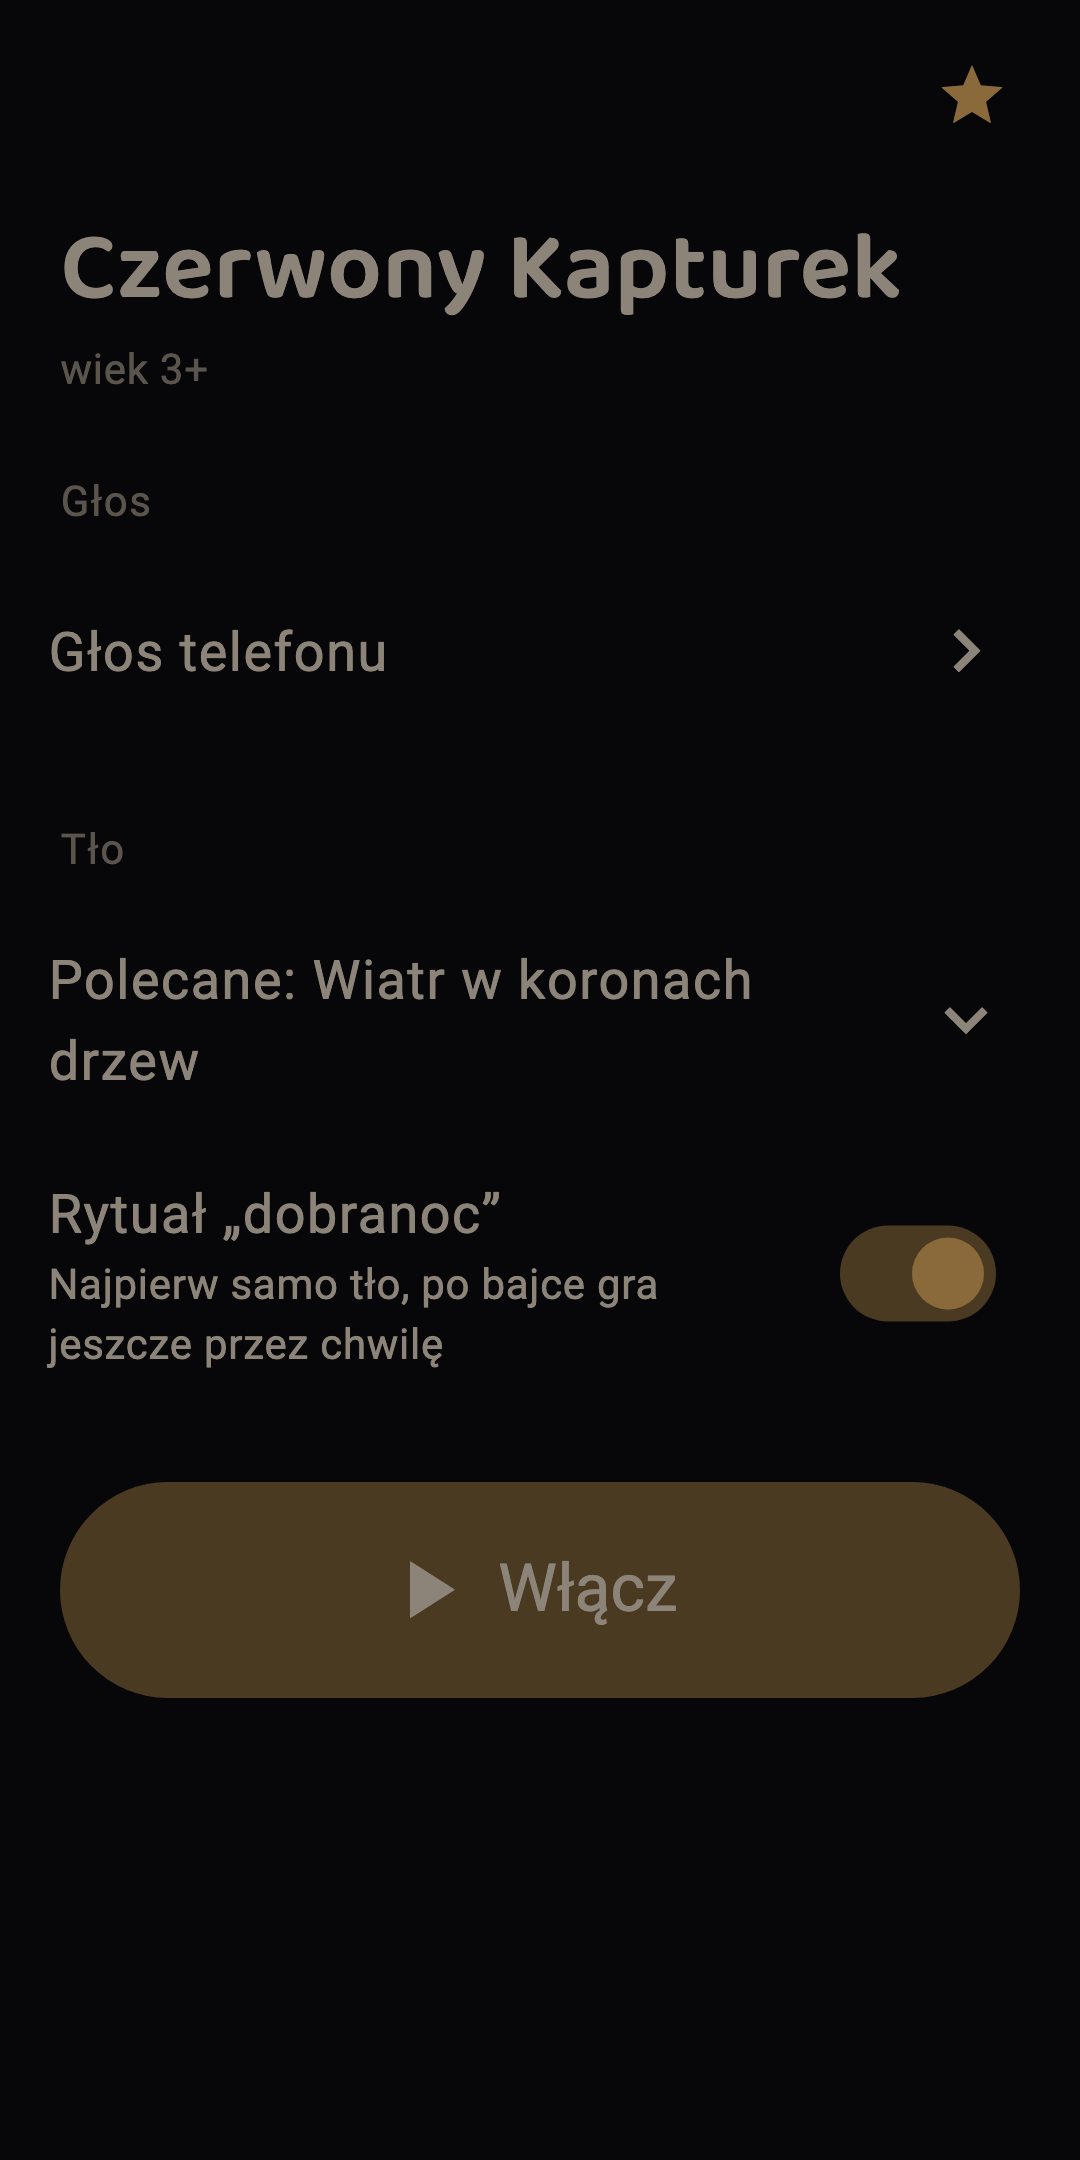 Czerwony Kapturek
wiek 3+
Głos
Głos telefonu
Tło
Polecane: Wiatr w koronach
drzew
Rytuał „dobranoc”
Najpierw samo tło, po bajce gra
jeszcze przez chwilę
Włącz